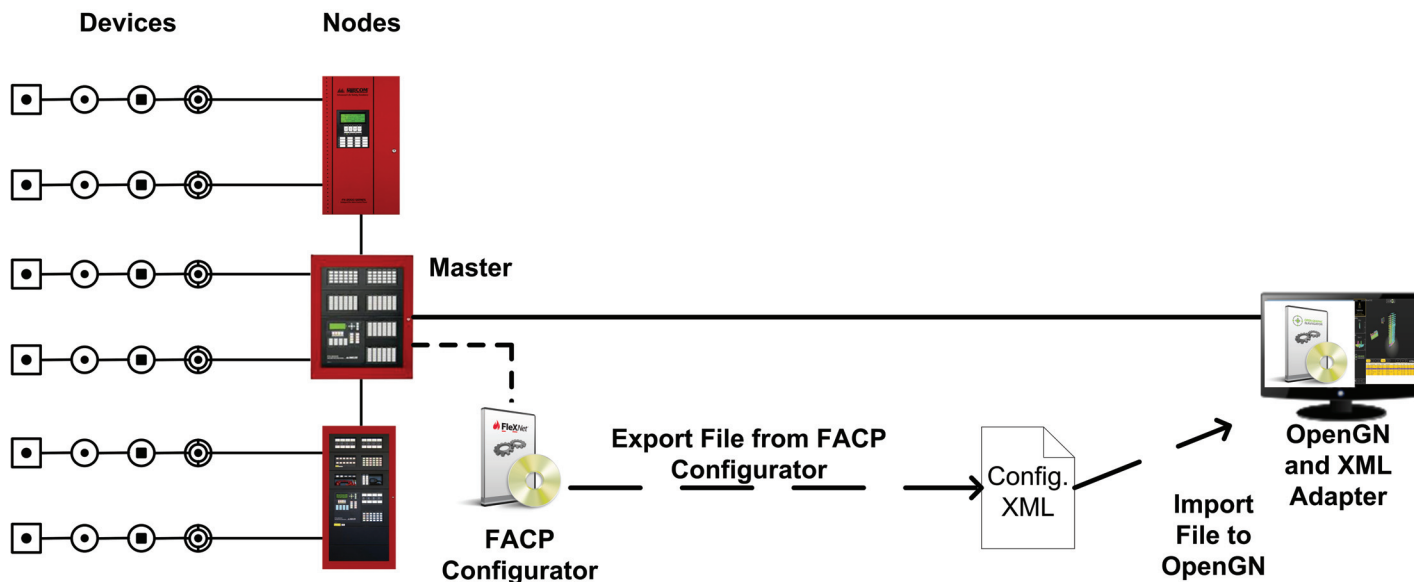 Devices
Nodes
MIRCOM
Master
FleXNet
Export File from FACP
Configurator
FACP
Configurator
Config.
XML
Import
File to
OpenGN
OpenGN
and XML
Adapter